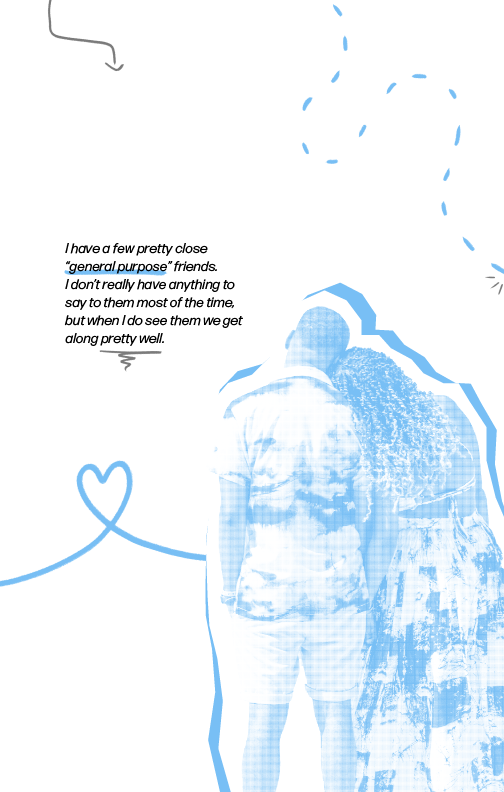 I have a few pretty close
“general purpose” friends.
I don’t really have anything to
say to them most of the time,
but when I do see them we get
along pretty well.